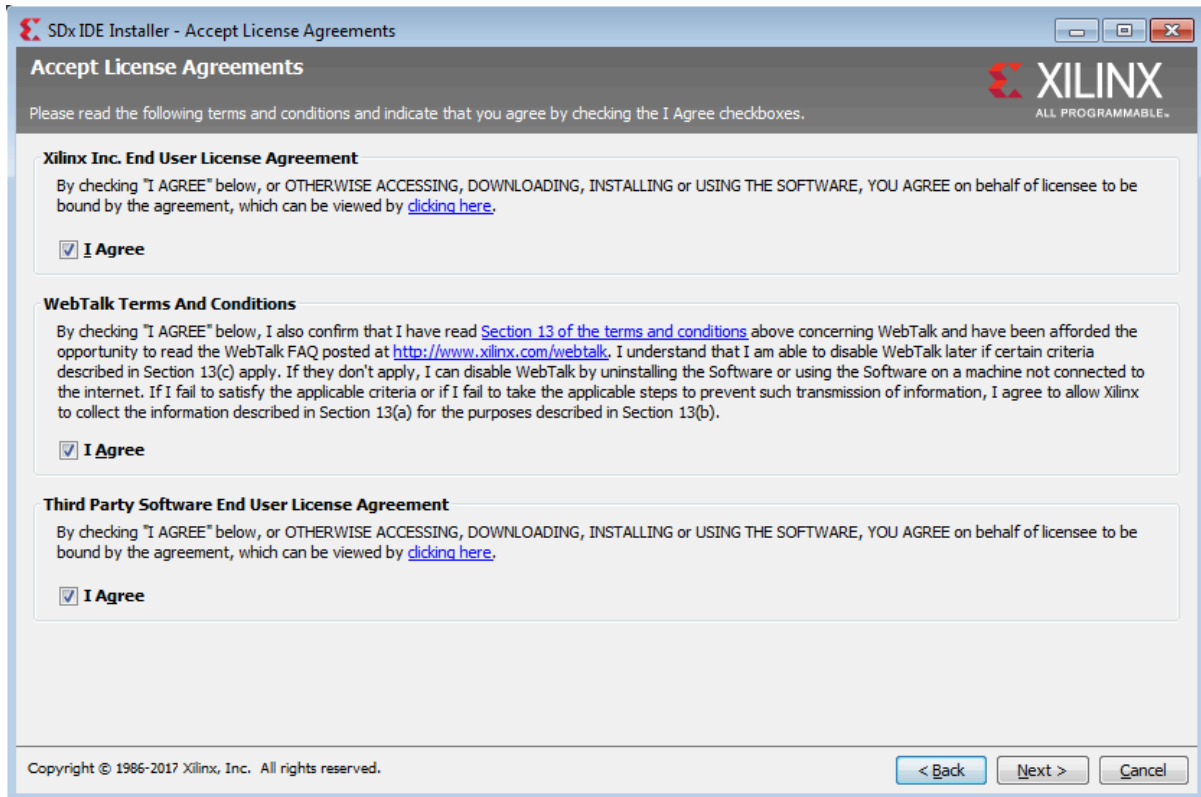 SDx IDE Installer - Accept License Agreements
Accept License Agreements
XILINX
ALL PROGRAMMABLE™
Please read the following terms and conditions and indicate that you agree by checking the I Agree checkboxes.
Xilinx Inc. End User License Agreement
By checking "I AGREE" below, or OTHERWISE ACCESSING, DOWNLOADING, INSTALLING or USING THE SOFTWARE, YOU AGREE on behalf of licensee to be
bound by the agreement, which can be viewed by clicking here.
I Agree
WebTalk Terms And Conditions
By checking "I AGREE" below, I also confirm that I have read Section 13 of the terms and conditions above concerning WebTalk and have been afforded the
opportunity to read the WebTalk FAQ posted at http://www.xilinx.com/webtalk. I understand that I am able to disable WebTalk later if certain criteria
described in Section 13(c) apply. If they don't apply, I can disable WebTalk by uninstalling the Software or using the Software on a machine not connected to
the internet. If I fail to satisfy the applicable criteria or if I fail to take the applicable steps to prevent such transmission of information, I agree to allow Xilinx
to collect the information described in Section 13(a) for the purposes described in Section 13(b).
I Agree
Third Party Software End User License Agreement
By checking "I AGREE" below, or OTHERWISE ACCESSING, DOWNLOADING, INSTALLING or USING THE SOFTWARE, YOU AGREE on behalf of licensee to be
bound by the agreement, which can be viewed by clicking here.
I Agree
Copyright © 1986-2017 Xilinx, Inc. All rights reserved.
< Back
Next >
Cancel